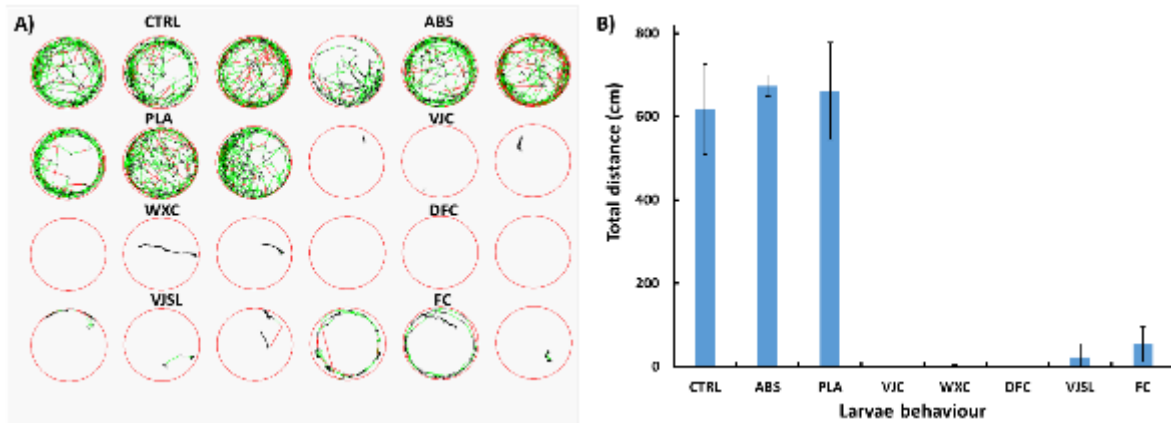 A)
CTRL ABS
PLA VJC
WXC DFC
VJSL FC
B)
800
600
400
200
0
Total distance (cm)
CTRL ABS PLA VJC WXC DFC VJSL FC
Larvae behaviour